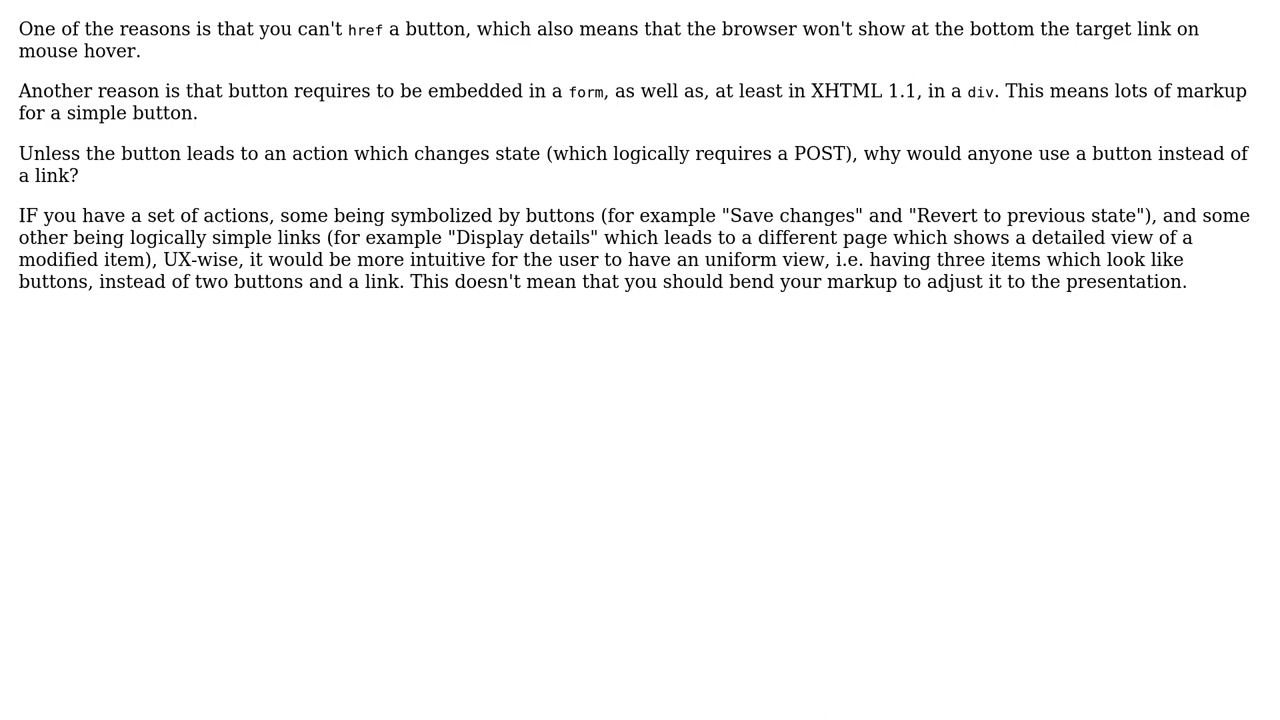 One of the reasons is that you can't href a button, which also means that the browser won't show at the bottom the target link on
mouse hover.
Another reason is that button requires to be embedded in a form, as well as, at least in XHTML 1.1, in a div. This means lots of markup
for a simple button.
Unless the button leads to an action which changes state (which logically requires a POST), why would anyone use a button instead of
a link?
IF you have a set of actions, some being symbolized by buttons (for example "Save changes" and "Revert to previous state"), and some
other being logically simple links (for example "Display details" which leads to a different page which shows a detailed view of a
modified item), UX-wise, it would be more intuitive for the user to have an uniform view, i.e. having three items which look like
buttons, instead of two buttons and a link. This doesn't mean that you should bend your markup to adjust it to the presentation.